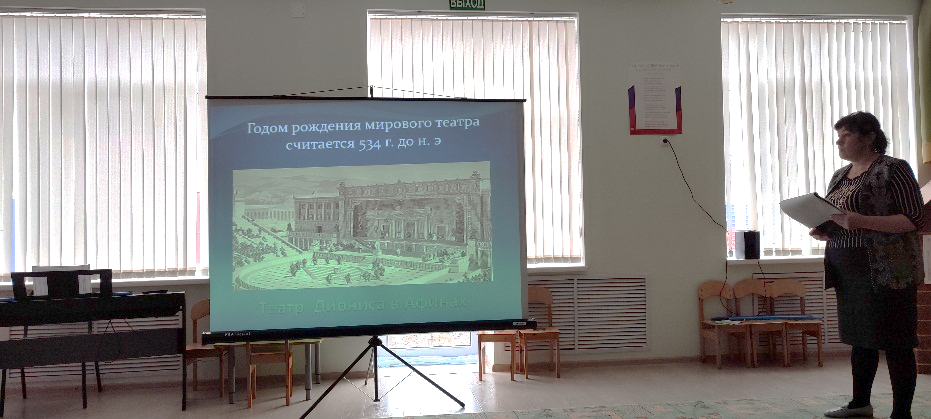 ВЫХОД
Годом рождения мирового театра
считается 534 г. до н. э
Театр Диониса в Афинах